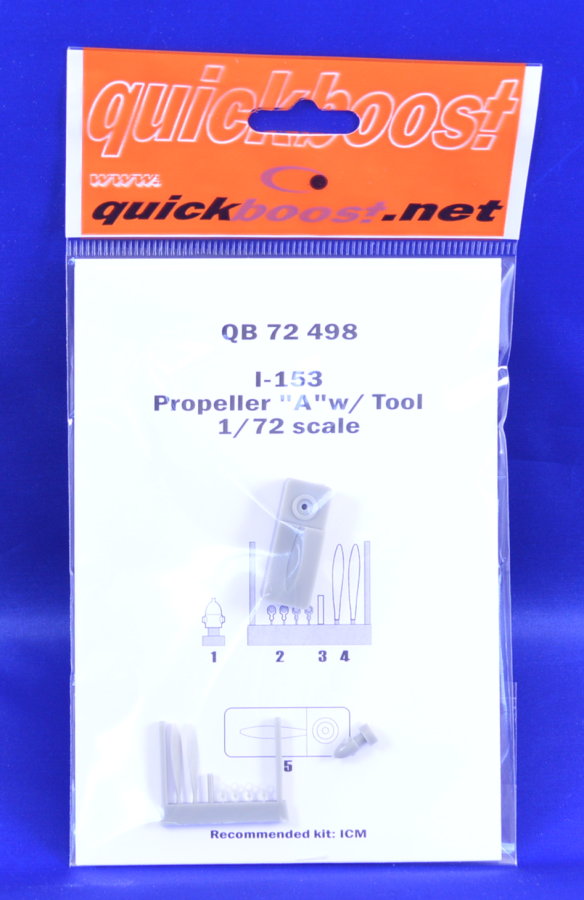 quickboost
www.
quickboost.net
QB 72 498
I-153
Propeller "A"w/ Tool
1/72 scale
1 2 3 4
5
Recommended kit: ICM